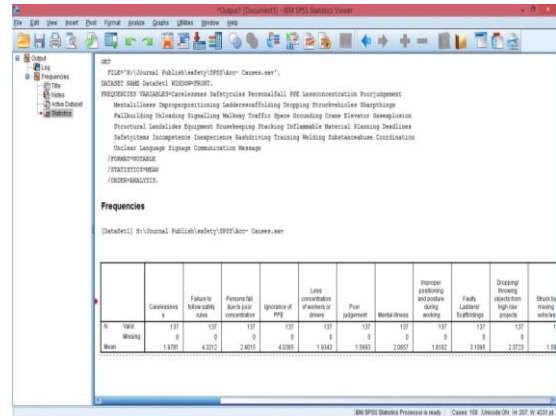 *Output1 [Document1] - IBM SPSS Statistics Viewer
File Edit View Insert Pivot Format Analyze Graphs Utilities Window Help
Output
Log
Frequencies
Title
Notes
Active Dataset
Statistics
GET
FILE='H:\Journal Publish\safety\SPSS\Acc- Causes.sav'.
DATASET NAME DataSet1 WINDOW=FRONT.
FREQUENCIES VARIABLES=Carelessness Safetyrules Personalfall PPE Lessconcentration Poorjudgement
Mentalillness Improperpositioning Ladderscaffolding Dropping Struckvehicles Sharpthings
Fallbuilding Unloading Signalling Walkway Traffic Space Grounding Crane Elevator Gasexplosion
Structural Landslides Equipment Housekeeping Stacking Inflammable Material Planning Deadlines
Safetyitems Incompetence Inexperience Rashdriving Training Welding Substanceabuse Coordination
Unclear Language Signage Communication Message
/FORMAT=NOTABLE
/STATISTICS=MEAN
/ORDER=ANALYSIS.
Frequencies
[DataSet1] H:\Journal Publish\safety\SPSS\Acc- Causes.sav
Carelessness
Failure to follow safety rules
Persons fall due to poor concentration
Ignorance of PPE
Less concentration of workers or drivers
Poor judgement
Mental illness
Improper positioning and posture during working
Faulty Ladders/ Scaffoldings
Dropping/ throwing objects from high rise projects
Struck by moving vehicles
N Valid 137 137 137 137 137 137 137 137 137 137
Missing 0 0 0 0 0 0 0 0 0 0
Mean 1.9781 4.3212 2.4015 4.0365 1.9343 1.5693 2.0657 1.9102 3.1095 2.3723 1.59
IBM SPSS Statistics Processor is ready Cases: 100 Unicode:ON H: 207, W: 4331 pt